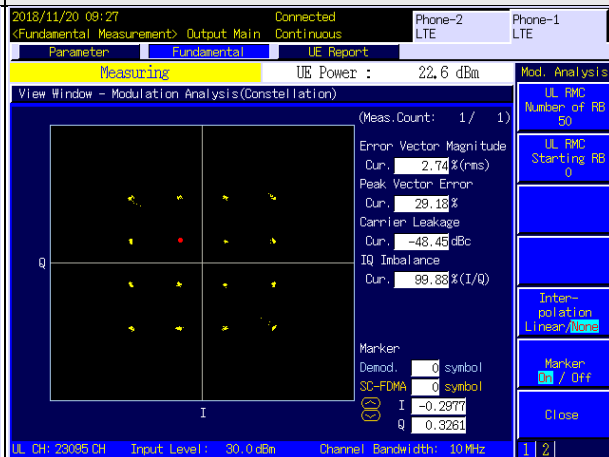 2018/11/20 09:27 Connected Phone-2 Phone-1
<Fundamental Measurement> Output Main Continuous LTE LTE
Parameter Fundamental UE Report
Measuring UE Power : 22.6 dBm Mod. Analysis
View Window - Modulation Analysis(Constellation)
UL RMC
Number of RB
50
(Meas.Count: 1/ 1)
Error Vector Magnitude
Cur. 2.74 %(rms)
Peak Vector Error
Cur. 29.18 %
Carrier Leakage
Cur. -48.45 dBc
IQ Imbalance
Cur. 99.88 %(I/Q)
UL RMC
Starting RB
0
Q
I
Inter-
polation
Linear/None
Marker
Demod. 0 symbol
SC-FDMA 0 symbol
I -0.2977
Q 0.3261
Marker
On / Off
Close
UL CH: 23095 CH Input Level: 30.0 dBm Channel Bandwidth: 10 MHz 1 2